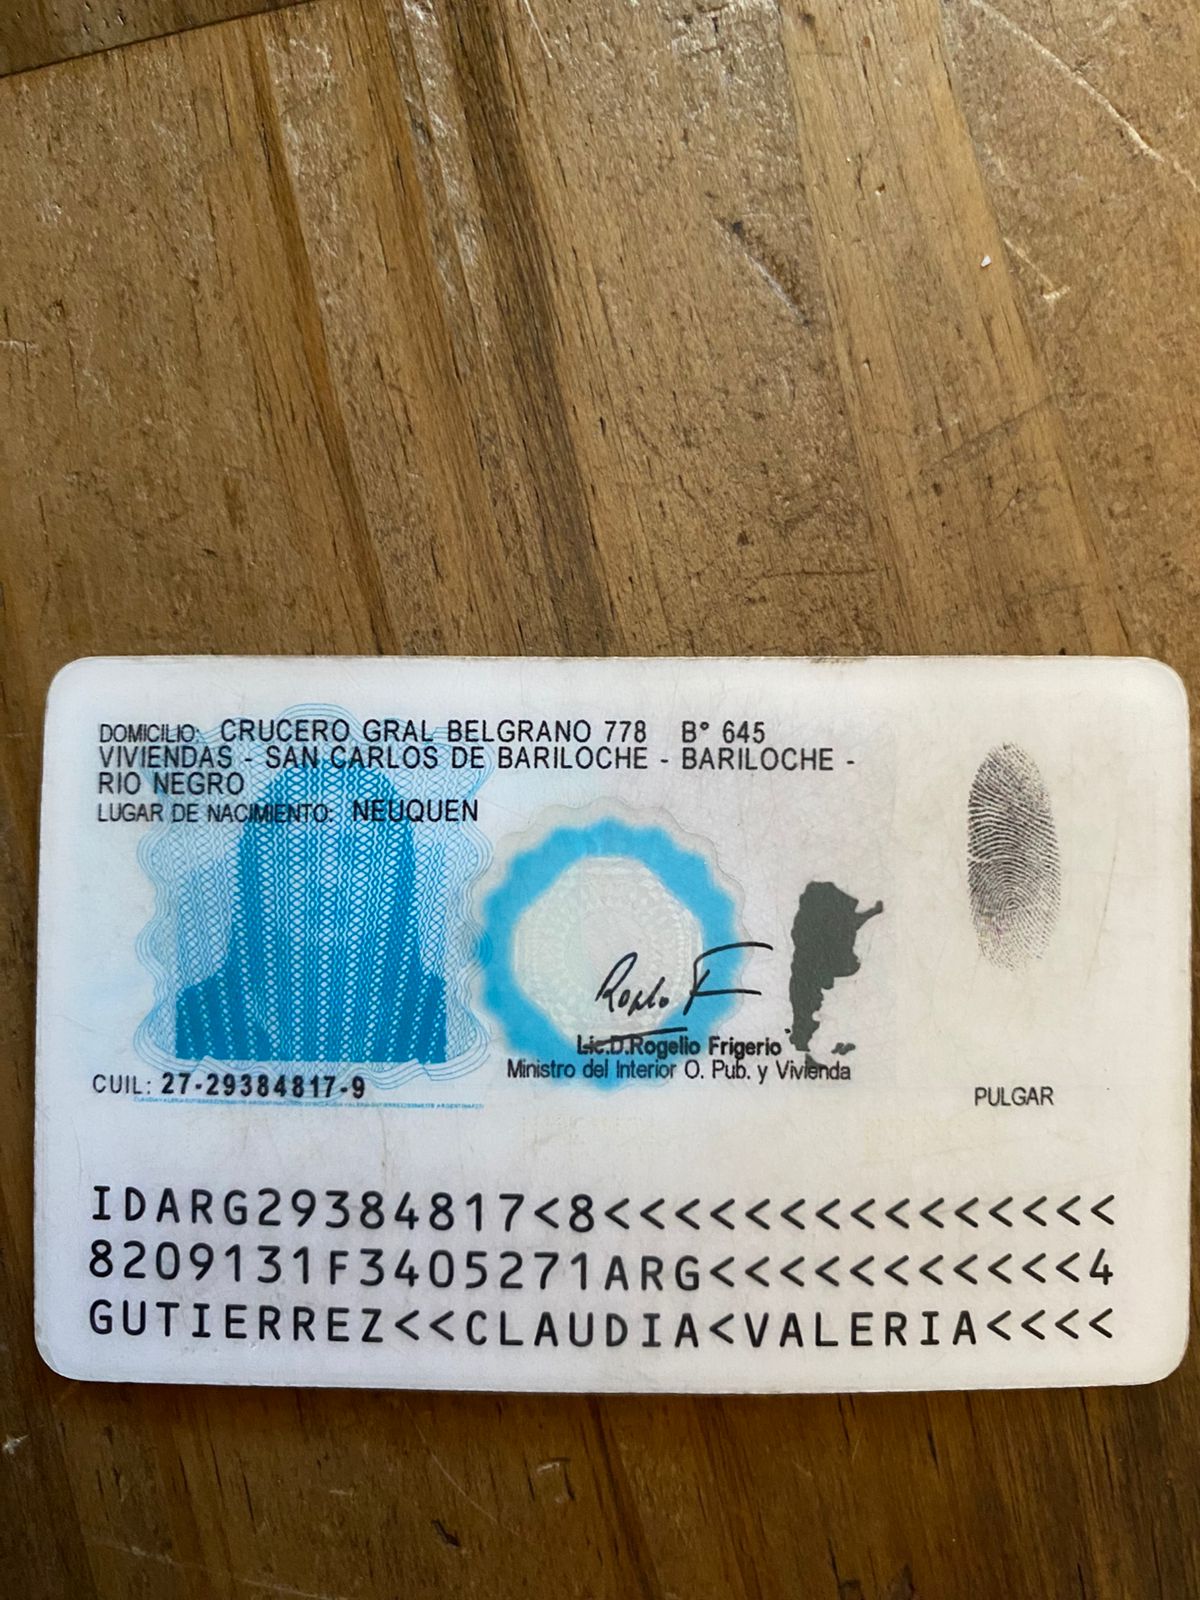 DOMICILIO: CRUCERO GRAL BELGRANO 778 B° 645
VIVIENDAS - SAN CARLOS DE BARILOCHE - BARILOCHE -
RIO NEGRO
LUGAR DE NACIMIENTO: NEUQUEN
Lic.D.Rogelio Frigerio
Ministro del Interior O. Pub. y Vivienda
CUIL: 27-29384817-9
PULGAR
IDARG29384817<8<<<<<<<<<<<<<<<
8209131F3405271ARG<<<<<<<<<<<4
GUTIERREZ<<CLAUDIA<VALERIA<<<<